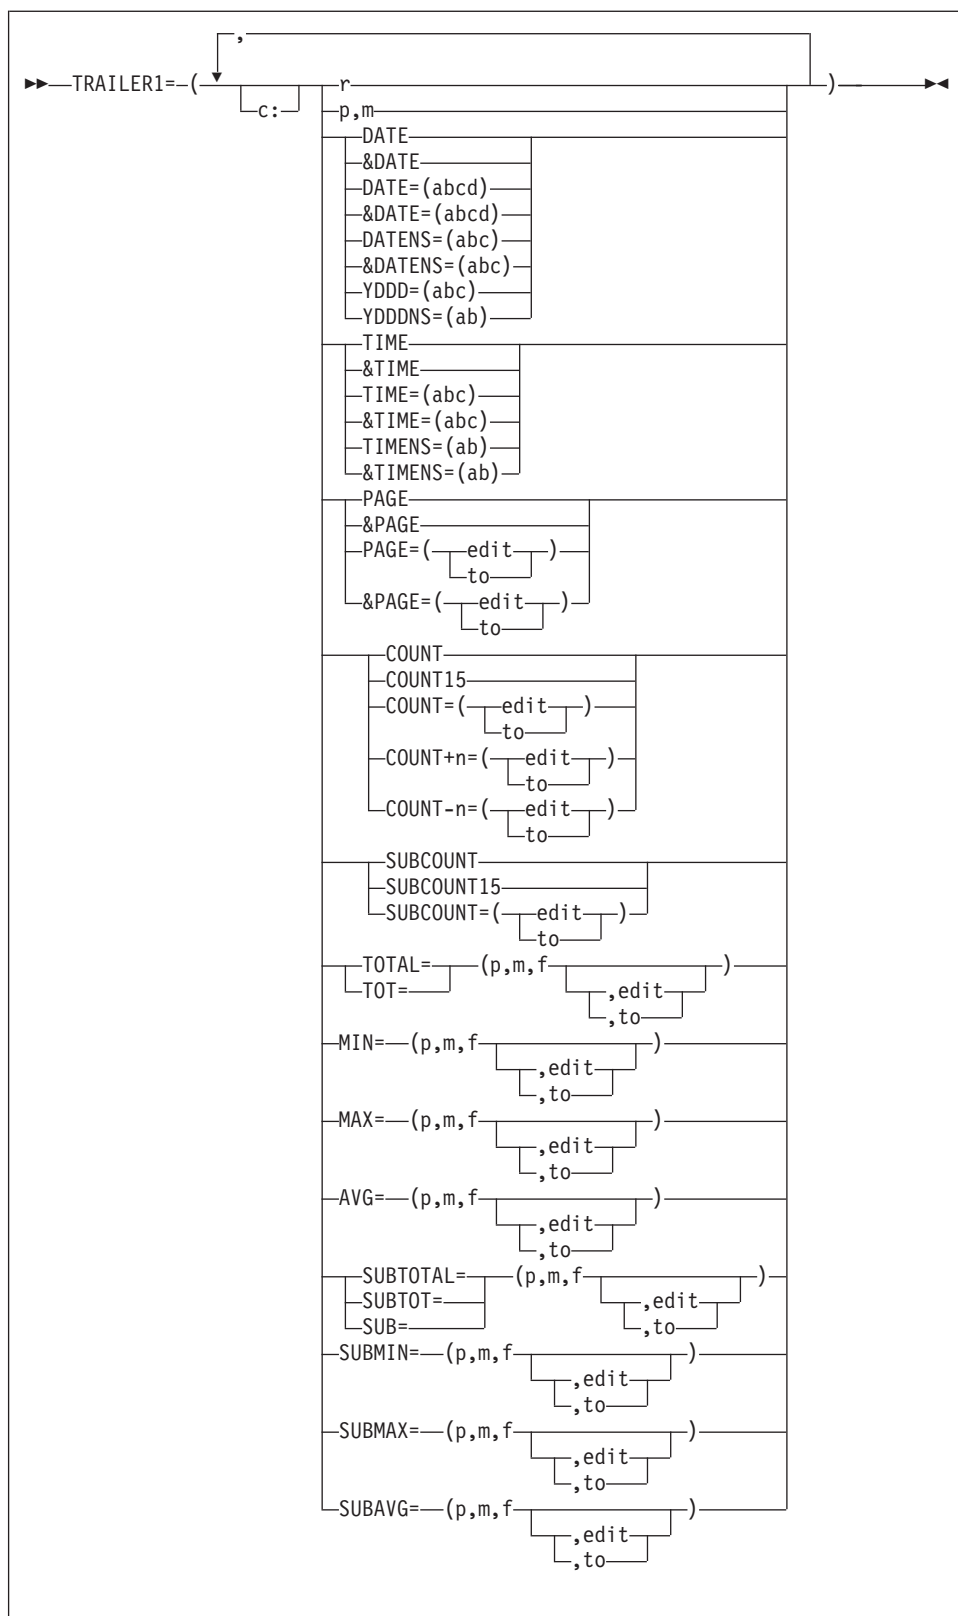 ,
TRAILER1= ( r )
c:
p,m
DATE
&DATE
DATE=(abcd)
&DATE=(abcd)
DATENS=(abc)
&DATENS=(abc)
YDDD=(abc)
YDDDNS=(ab)
TIME
&TIME
TIME=(abc)
&TIME=(abc)
TIMENS=(ab)
&TIMENS=(ab)
PAGE
&PAGE
PAGE=( edit )
to
&PAGE=( edit )
to
COUNT
COUNT15
COUNT=( edit )
to
COUNT+n=( edit )
to
COUNT-n=( edit )
to
SUBCOUNT
SUBCOUNT15
SUBCOUNT=( edit )
to
TOTAL= (p,m,f )
TOT= ,edit
,to
MIN= (p,m,f )
,edit
,to
MAX= (p,m,f )
,edit
,to
AVG= (p,m,f )
,edit
,to
SUBTOTAL= (p,m,f )
SUBTOT= ,edit
SUB= ,to
SUBMIN= (p,m,f )
,edit
,to
SUBMAX= (p,m,f )
,edit
,to
SUBAVG= (p,m,f )
,edit
,to